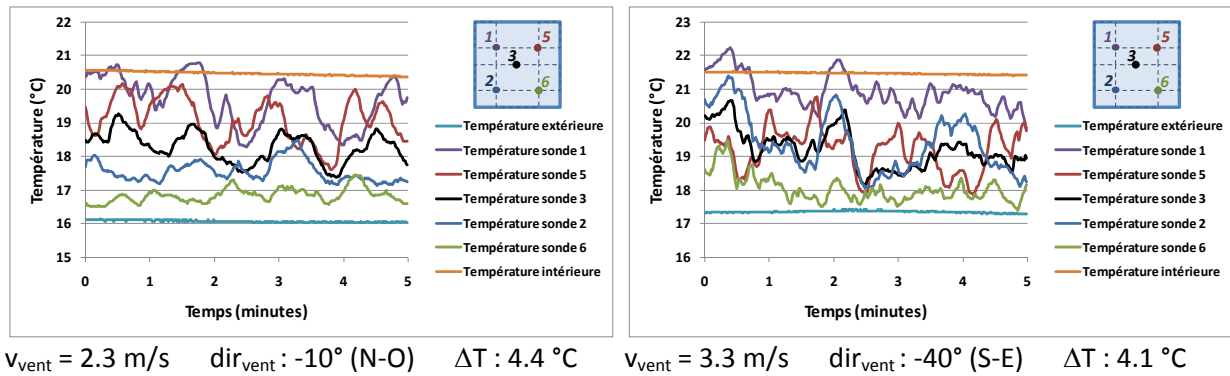 22
21
20
19
18
17
16
15
Température (°C)
0 1 2 3 4 5
Temps (minutes)
1
5
3
2
6
Température extérieure
Température sonde 1
Température sonde 5
Température sonde 3
Température sonde 2
Température sonde 6
Température intérieure
23
22
21
20
19
18
17
16
Température (°C)
0 1 2 3 4 5
Temps (minutes)
1
5
3
2
6
Température extérieure
Température sonde 1
Température sonde 5
Température sonde 3
Température sonde 2
Température sonde 6
Température intérieure
v_vent = 2.3 m/s dir_vent : -10° (N-O) ΔT : 4.4 °C
v_vent = 3.3 m/s dir_vent : -40° (S-E) ΔT : 4.1 °C